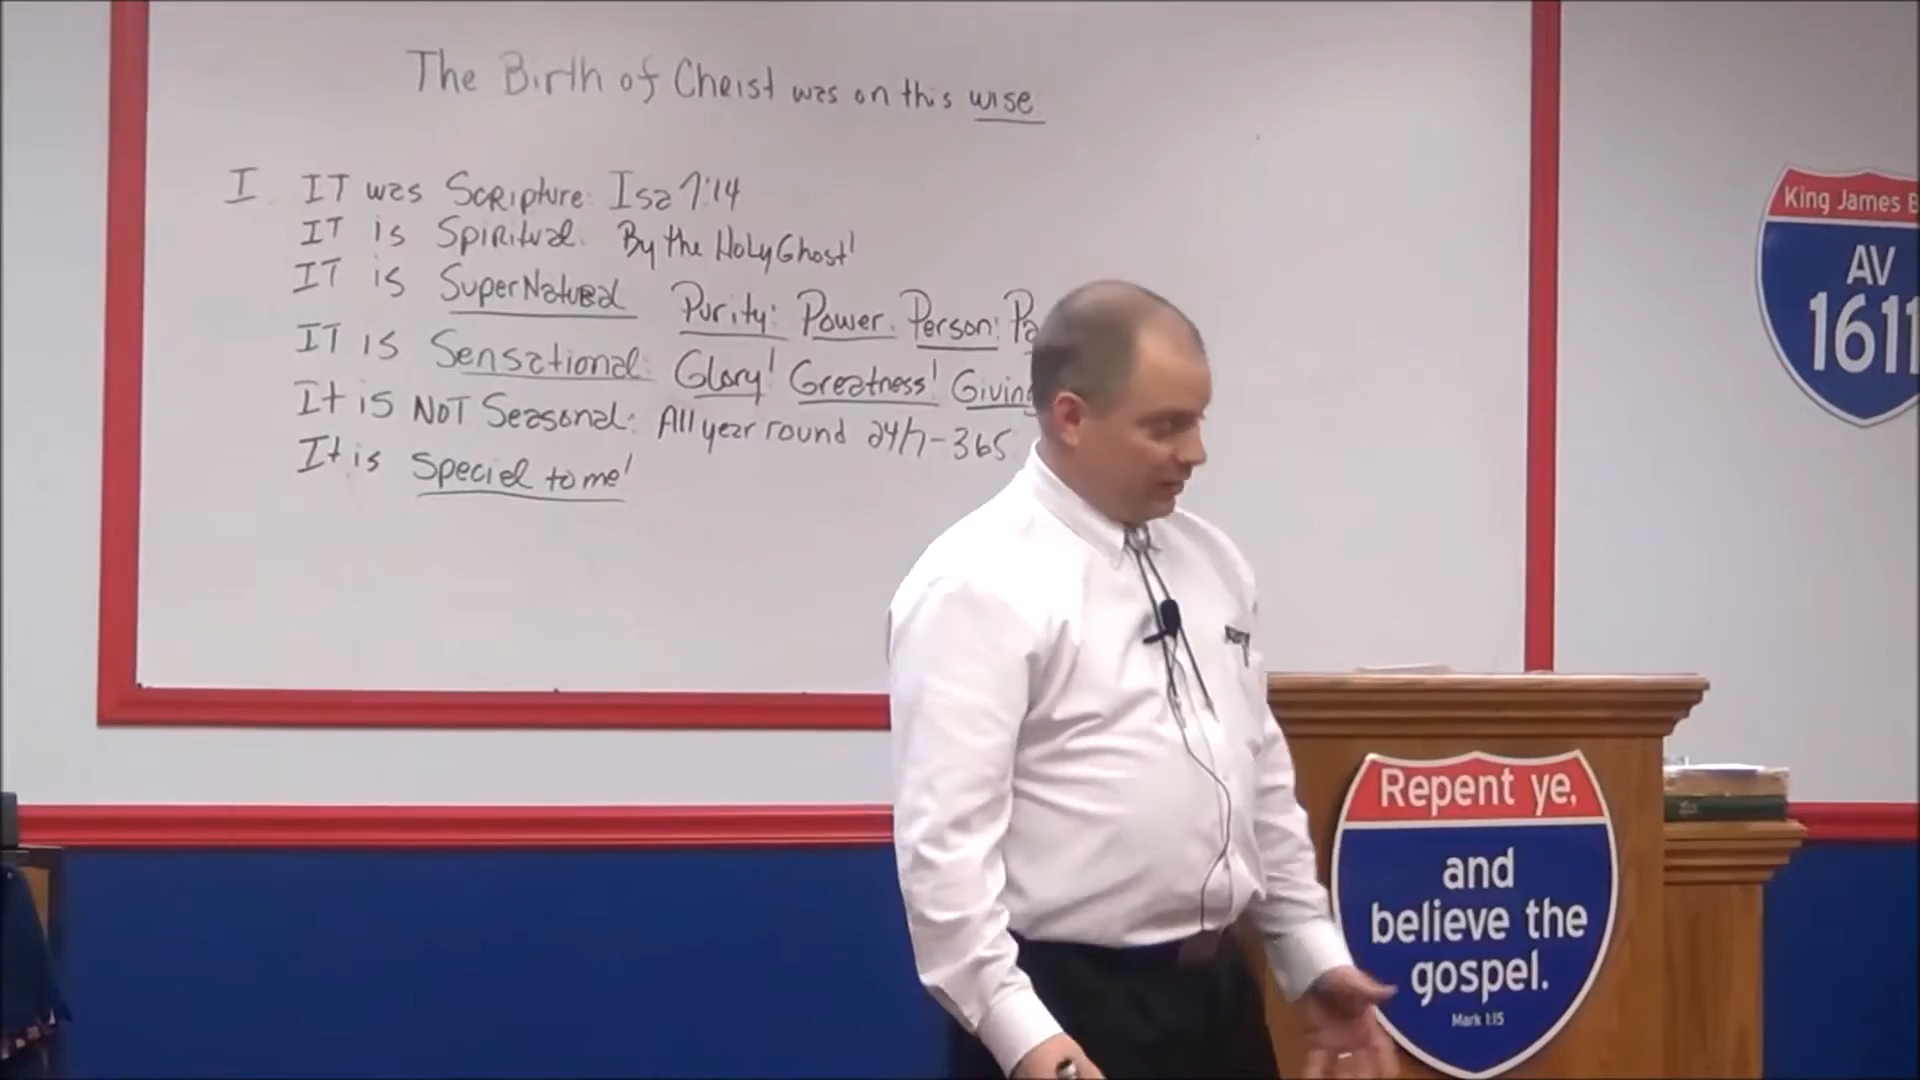 The Birth of Christ was on this wise
I IT was Scripture: Isa 7:14
IT is Spiritual. By the Holy Ghost!
IT is SuperNatural Purity: Power. Person: Pa
IT is Sensational: Glory! Greatness! Giving
It is NOT Seasonal: All year round 24/7-365
It is Special to me!
King James B
AV
1611
Repent ye,
and
believe the
gospel.
Mark 1:15